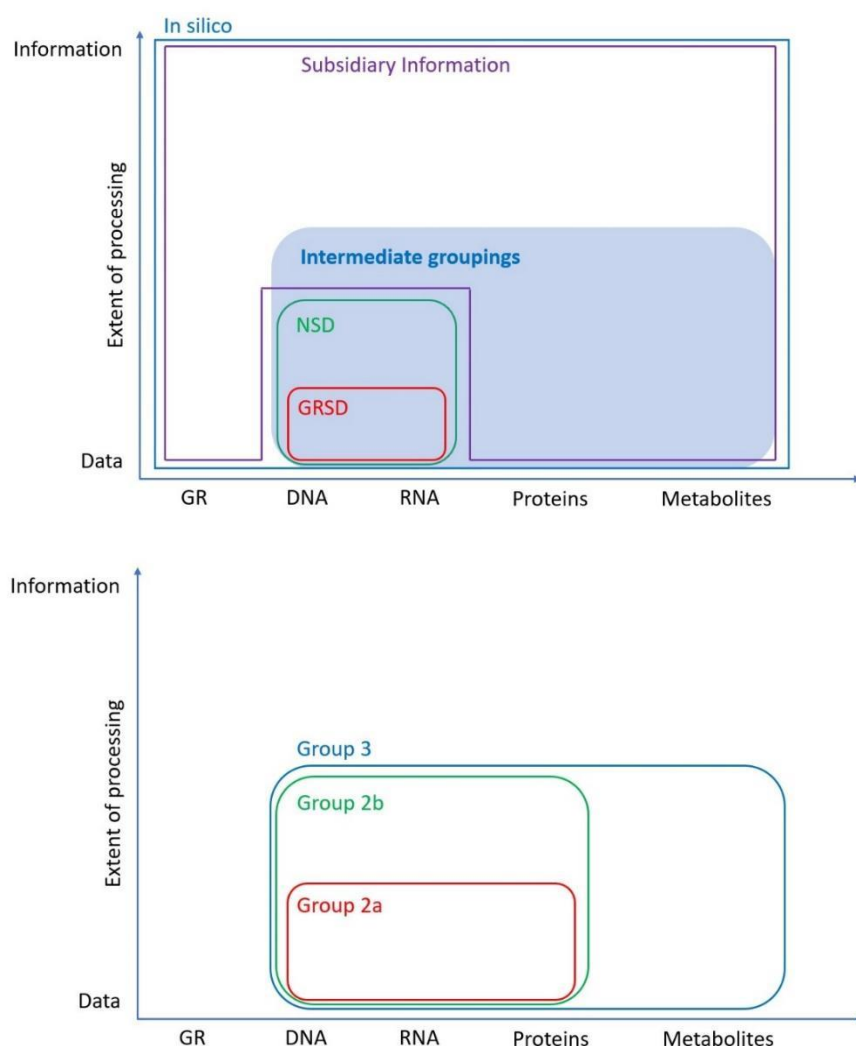 In silico
Information
Subsidiary Information
Extent of processing
Intermediate groupings
NSD
GRSD
Data
GR DNA RNA Proteins Metabolites
Information
Extent of processing
Group 3
Group 2b
Group 2a
Data
GR DNA RNA Proteins Metabolites